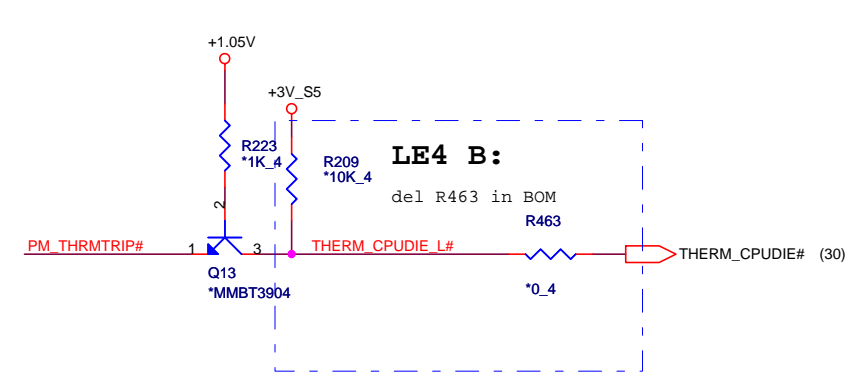 +1.05V
+3V_S5
R223
*1K_4
R209
*10K_4
LE4 B:
del R463 in BOM
R463
2
PM_THRMTRIP#
1
3
THERM_CPUDIE_L#
THERM_CPUDIE#
(30)
Q13
*MMBT3904
*0_4